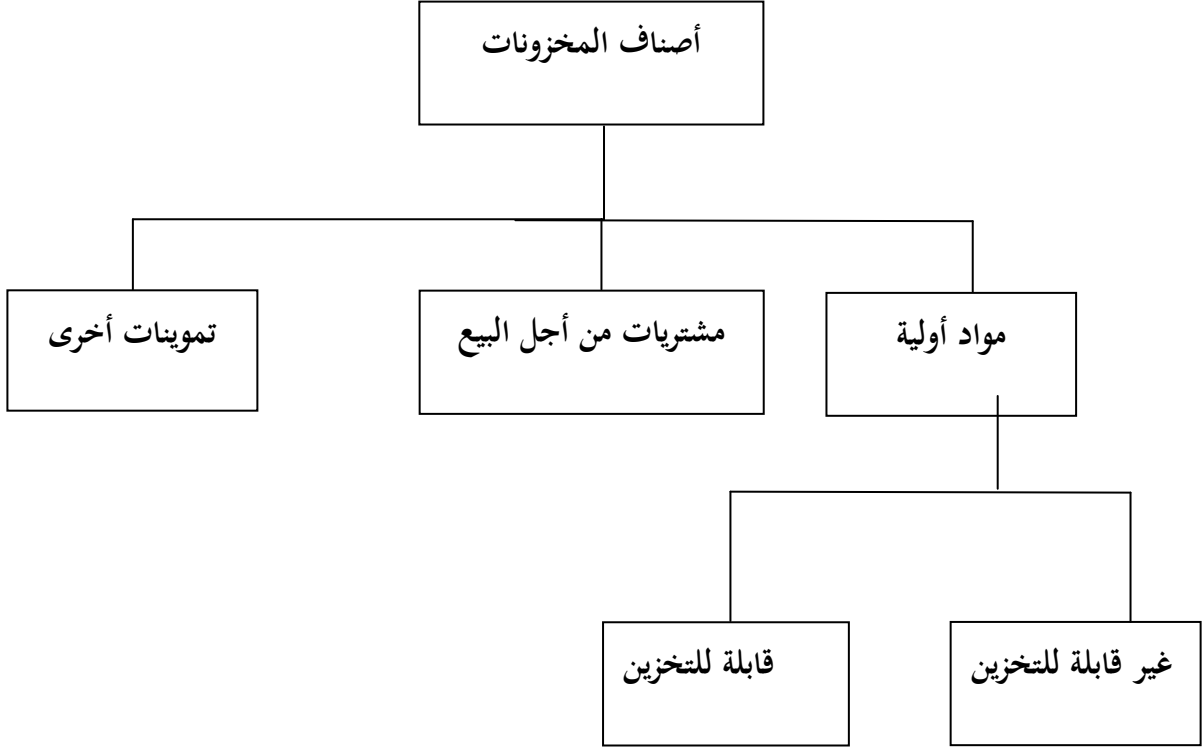 أصناف المخزونات
مواد أولية
مشتريات من أجل البيع
تموينات أخرى
غير قابلة للتخزين
قابلة للتخزين